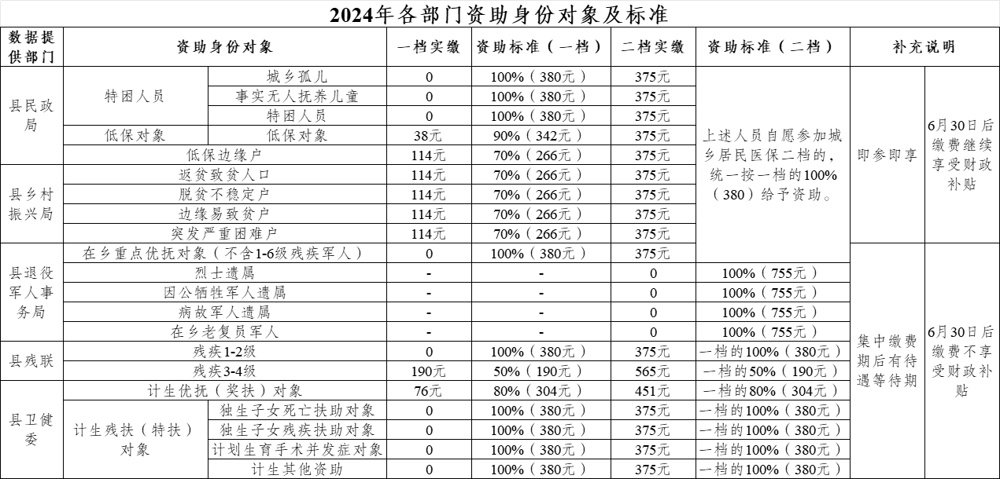 2024年各部门资助身份对象及标准
数据提供部门 资助身份对象 一档实缴 资助标准（一档） 二档实缴 资助标准（二档） 补充说明
县民政局 特困人员 城乡孤儿 0 100%（380元） 375元 上述人员自愿参加城乡居民医保二档的，统一按一档的100%（380）给予资助。 即参即享 6月30日后缴费继续享受财政补贴
事实无人抚养儿童 0 100%（380元） 375元
特困人员 0 100%（380元） 375元
低保对象 低保对象 38元 90%（342元） 375元
低保边缘户 114元 70%（266元） 375元
县乡村振兴局 返贫致贫人口 114元 70%（266元） 375元
脱贫不稳定户 114元 70%（266元） 375元
边缘易致贫户 114元 70%（266元） 375元
突发严重困难户 114元 70%（266元） 375元
县退役军人事务局 在乡重点优抚对象（不含1-6级残疾军人） 0 100%（380元） 375元 集中缴费期后有待遇等待期 6月30日后缴费不享受财政补贴
烈士遗属 - - 0 100%（755元）
因公牺牲军人遗属 - - 0 100%（755元）
病故军人遗属 - - 0 100%（755元）
在乡老复员军人 - - 0 100%（755元）
县残联 残疾1-2级 0 100%（380元） 375元 一档的100%（380元）
残疾3-4级 190元 50%（190元） 565元 一档的50%（190元）
县卫健委 计生优抚（奖扶）对象 76元 80%（304元） 451元 一档的80%（304元）
计生残扶（特扶）对象 独生子女死亡扶助对象 0 100%（380元） 375元 一档的100%（380元）
独生子女残疾扶助对象 0 100%（380元） 375元 一档的100%（380元）
计划生育手术并发症对象 0 100%（380元） 375元 一档的100%（380元）
计生其他资助 0 100%（380元） 375元 一档的100%（380元）